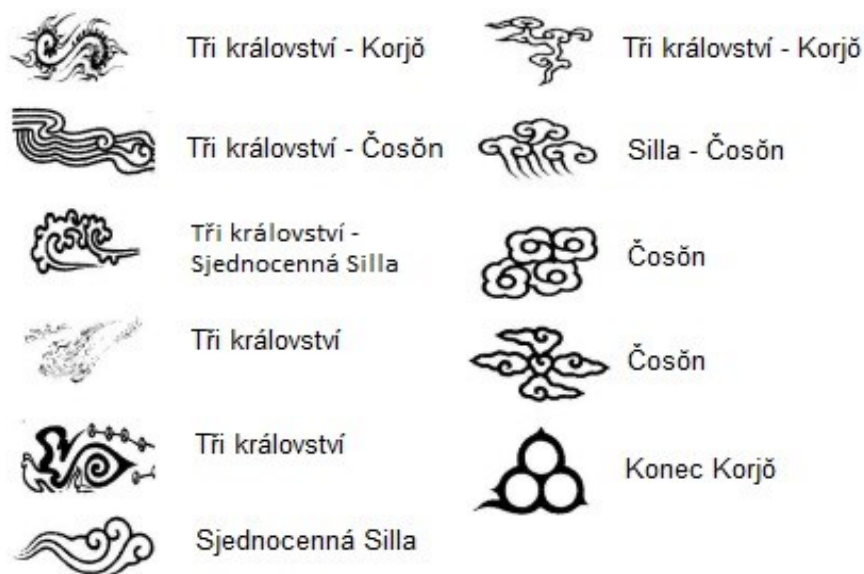 Tři království - Korjŏ
Tři království - Čosŏn
Tři království -
Sjednocenná Silla
Tři království
Tři království
Sjednocenná Silla
Tři království - Korjŏ
Silla - Čosŏn
Čosŏn
Čosŏn
Konec Korjŏ